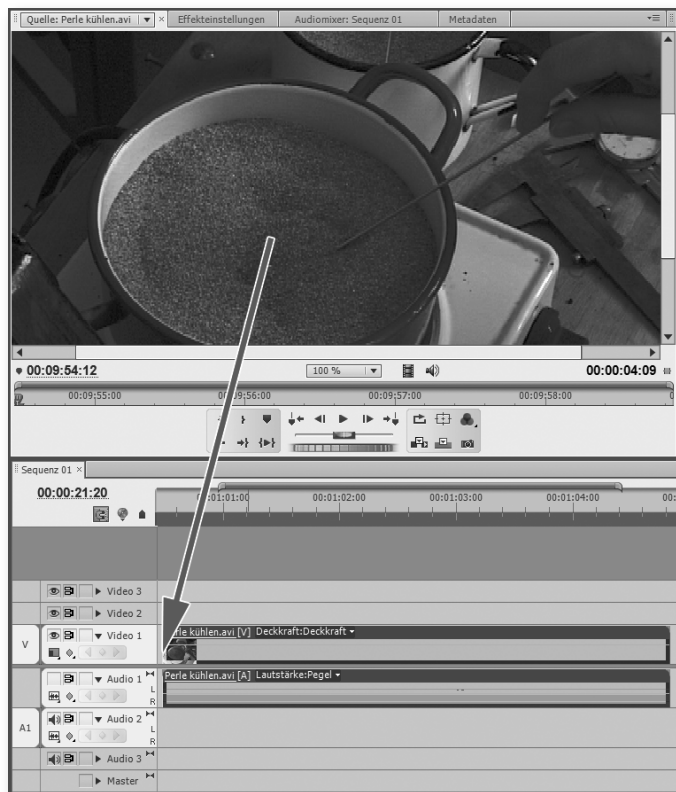 Quelle: Perle kühlen.avi Effekteinstellungen Audiomixer: Sequenz 01 Metadaten
00:09:54:12 100 % 00:00:04:09
00:09:55:00 00:09:56:00 00:09:57:00 00:09:58:00
Sequenz 01
00:00:21:20
00:01:01:00 00:01:02:00 00:01:03:00 00:01:04:00 00:
Video 3
Video 2
V Video 1 Perle kühlen.avi [V] Deckkraft:Deckkraft
Audio 1 Perle kühlen.avi [A] Lautstärke:Pegel
L
R
A1 Audio 2
L
R
Audio 3
Master